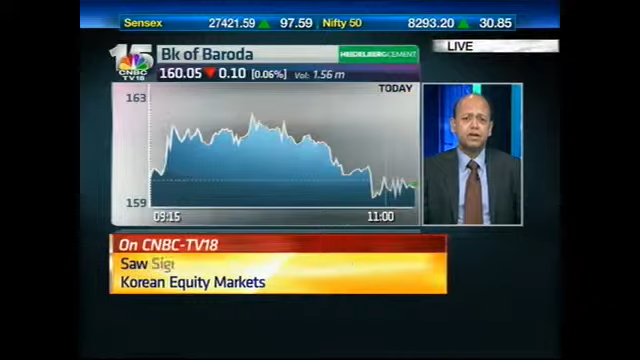 Sensex 27421.59 ▲ 97.59 Nifty 50 8293.20 ▲ 30.85
LIVE
15
CNBC
TV18
Bk of Baroda
HEIDELBERGCEMENT
160.05 ▼ 0.10 [0.06%] Vol: 1.56 m
TODAY
163
159
09:15 11:00
On CNBC-TV18
Saw Sigi
Korean Equity Markets